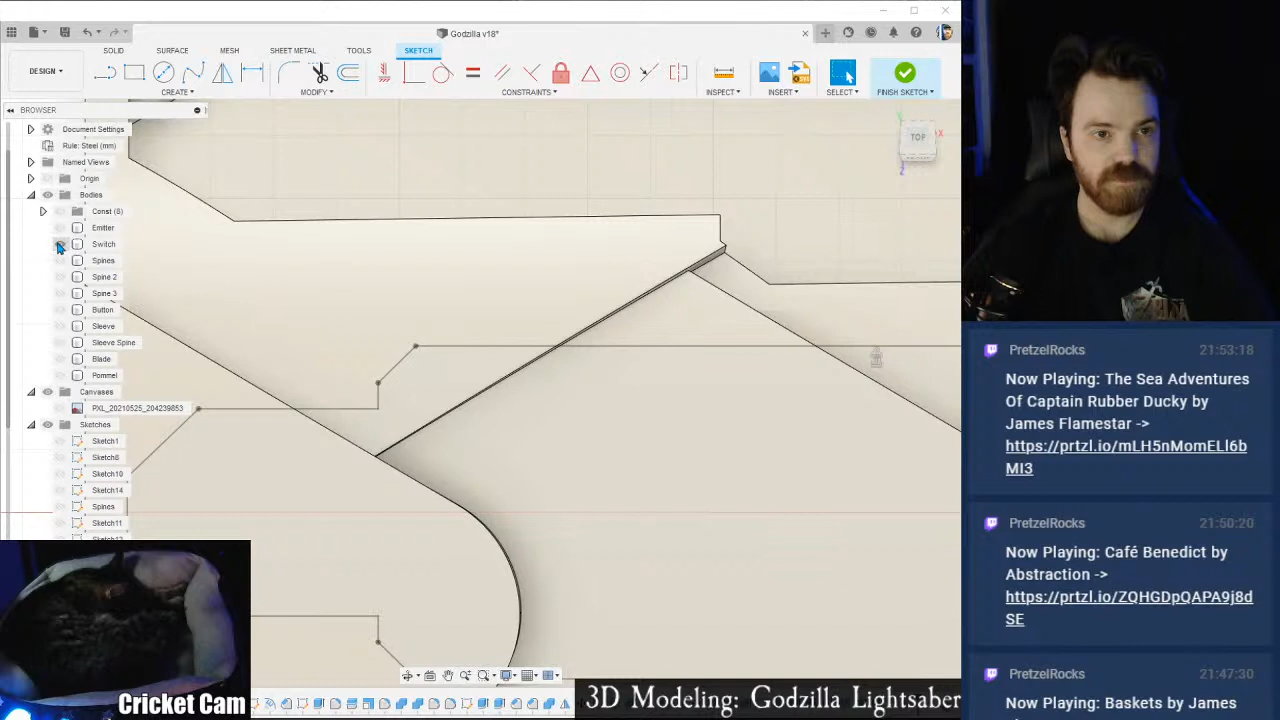 Godzilla v18*
SOLID SURFACE MESH SHEET METAL TOOLS SKETCH
DESIGN
CREATE MODIFY CONSTRAINTS INSPECT INSERT SELECT FINISH SKETCH
BROWSER
Document Settings
Rule: Steel (mm)
Named Views
Origin
Bodies
Const (8)
Emitter
Switch
Spines
Spine 2
Spine 3
Button
Sleeve
Sleeve Spine
Blade
Pommel
Canvases
PXL_20210525_204239853
Sketches
Sketch1
Sketch8
Sketch10
Sketch14
Spines
Sketch11
TOP
X
Z
PretzelRocks 21:53:18
Now Playing: The Sea Adventures
Of Captain Rubber Ducky by
James Flamestar ->
https://prtzl.io/mLH5nMomELl6b
MI3
PretzelRocks 21:50:20
Now Playing: Café Benedict by
Abstraction ->
https://prtzl.io/ZQHGDpQAPA9j8d
SE
PretzelRocks 21:47:30
Now Playing: Baskets by James
Cricket Cam
3D Modeling: Godzilla Lightsaber